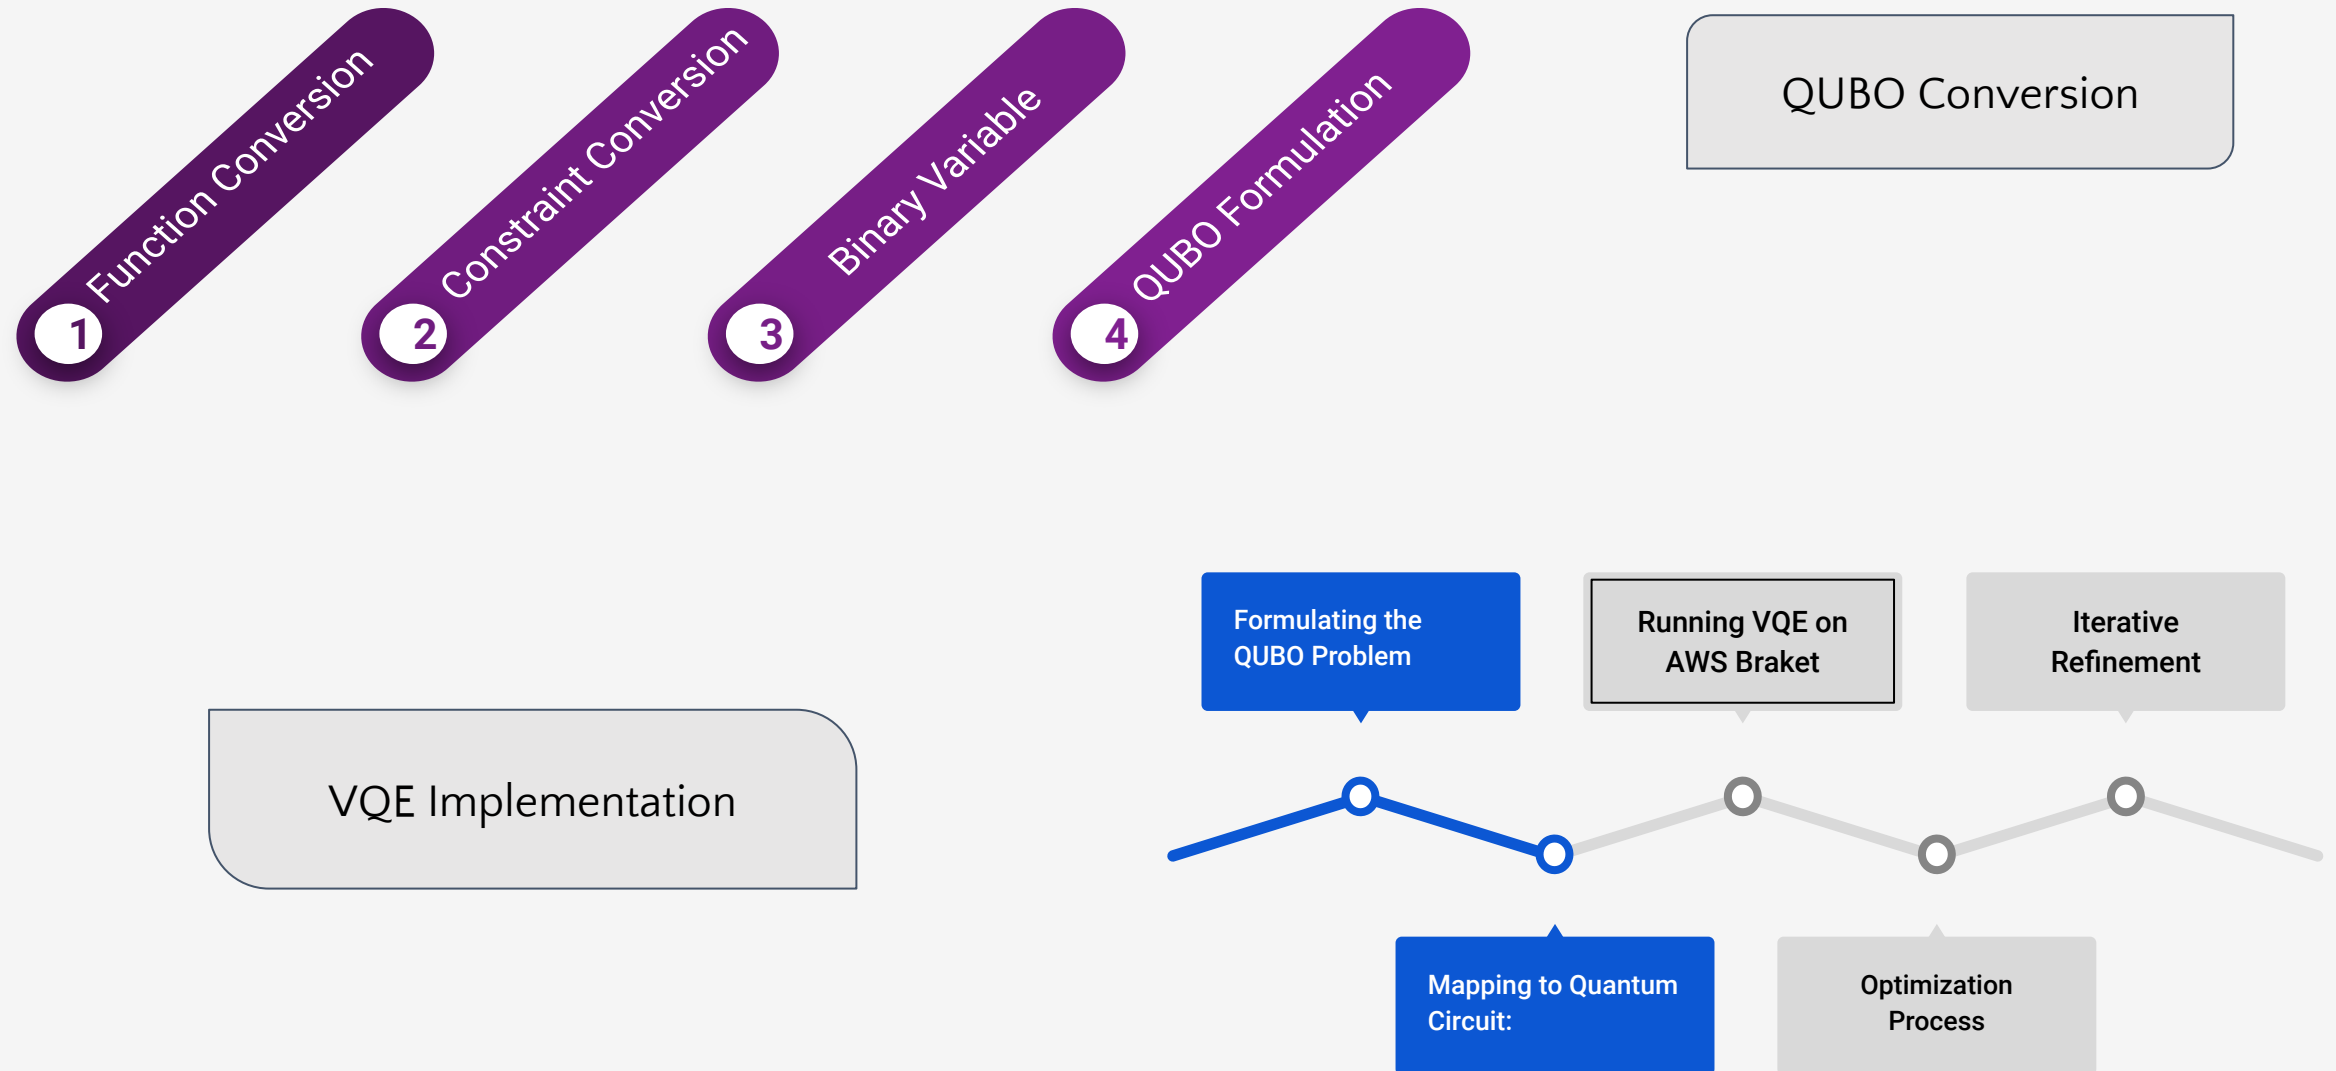 1
Function Conversion
2
Constraint Conversion
3
Binary Variable
4
QUBO Formulation
QUBO Conversion
VQE Implementation
Formulating the
QUBO Problem
Mapping to Quantum
Circuit:
Running VQE on
AWS Braket
Optimization
Process
Iterative
Refinement